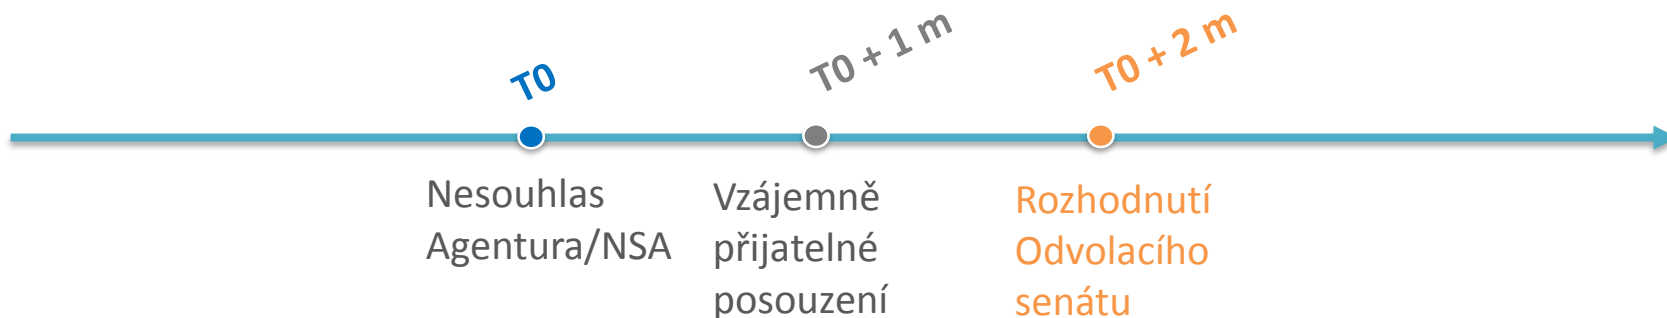 T0
T0 + 1 m
T0 + 2 m
Nesouhlas
Agentura/NSA
Vzájemně
přijatelné
posouzení
Rozhodnutí
Odvolacího
senátu